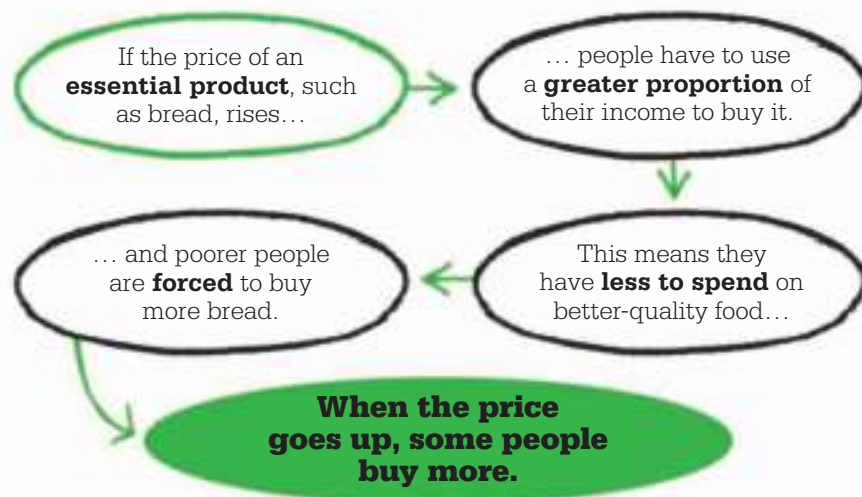 If the price of an
essential product, such
as bread, rises…
… people have to use
a greater proportion of
their income to buy it.
This means they
have less to spend on
better-quality food…
… and poorer people
are forced to buy
more bread.
When the price
goes up, some people
buy more.